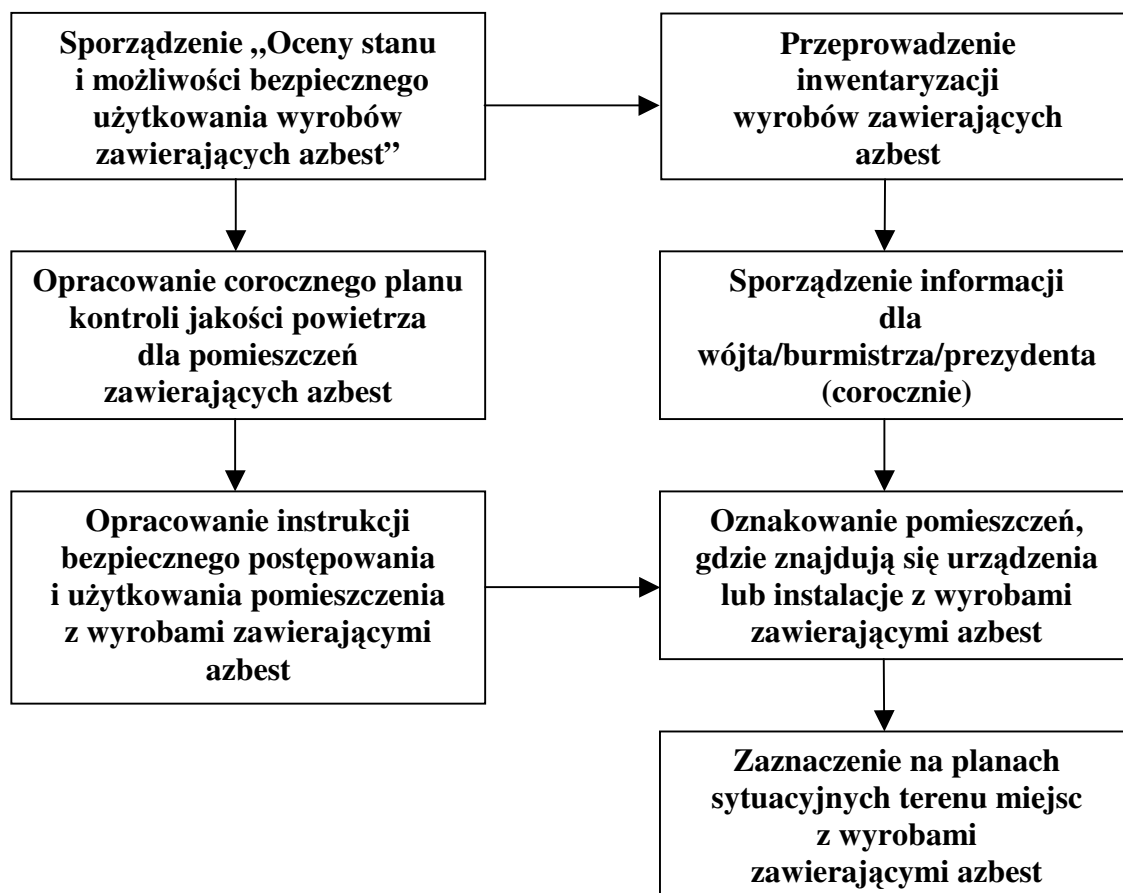 Sporządzenie „Oceny stanu
i możliwości bezpiecznego
użytkowania wyrobów
zawierających azbest”
Przeprowadzenie
inwentaryzacji
wyrobów zawierających
azbest
Opracowanie corocznego planu
kontroli jakości powietrza
dla pomieszczeń
zawierających azbest
Sporządzenie informacji
dla
wójta/burmistrza/prezydenta
(corocznie)
Opracowanie instrukcji
bezpiecznego postępowania
i użytkowania pomieszczenia
z wyrobami zawierającymi
azbest
Oznakowanie pomieszczeń,
gdzie znajdują się urządzenia
lub instalacje z wyrobami
zawierającymi azbest
Zaznaczenie na planach
sytuacyjnych terenu miejsc
z wyrobami
zawierającymi azbest